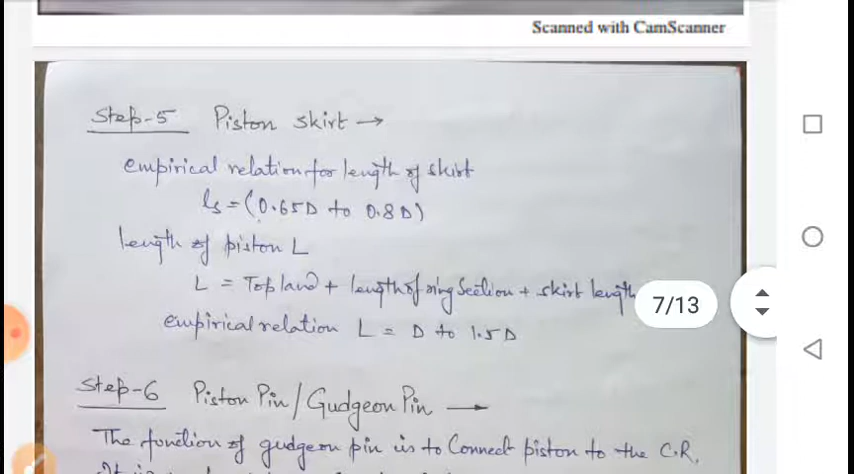 Scanned with CamScanner
Step-5 Piston skirt →
empirical relation for length of skirt
ls = (0.65D to 0.8D)
length of piston L
L = Top land + length of ring section + skirt length
7/13
empirical relation L = D to 1.5D
Step-6 Piston Pin/Gudgeon Pin →
The function of gudgeon pin is to Connect piston to the C.R,